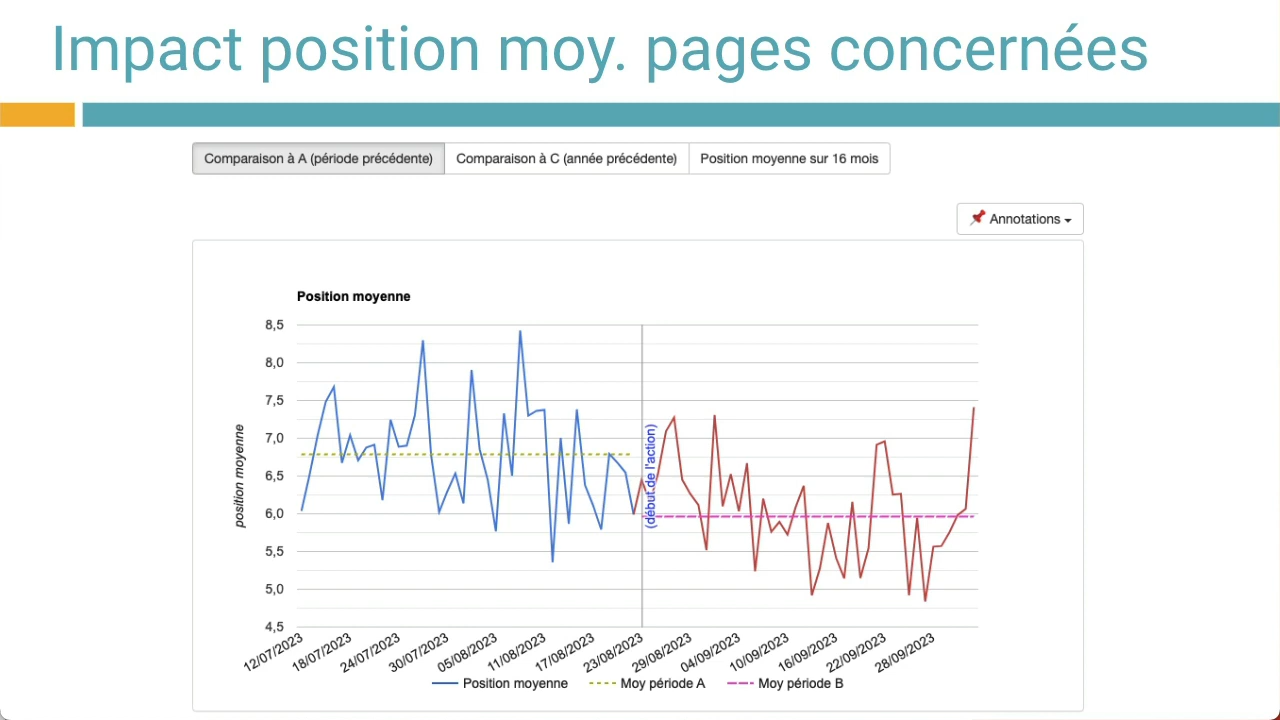 Impact position moy. pages concernées
Comparaison à A (période précédente) Comparaison à C (année précédente) Position moyenne sur 16 mois
Annotations
Position moyenne
8,5
8,0
7,5
7,0
6,5
6,0
5,5
5,0
4,5
position moyenne
(début de l'action)
12/07/2023 18/07/2023 24/07/2023 30/07/2023 05/08/2023 11/08/2023 17/08/2023 23/08/2023 29/08/2023 04/09/2023 10/09/2023 16/09/2023 22/09/2023 28/09/2023
Position moyenne Moy période A Moy période B